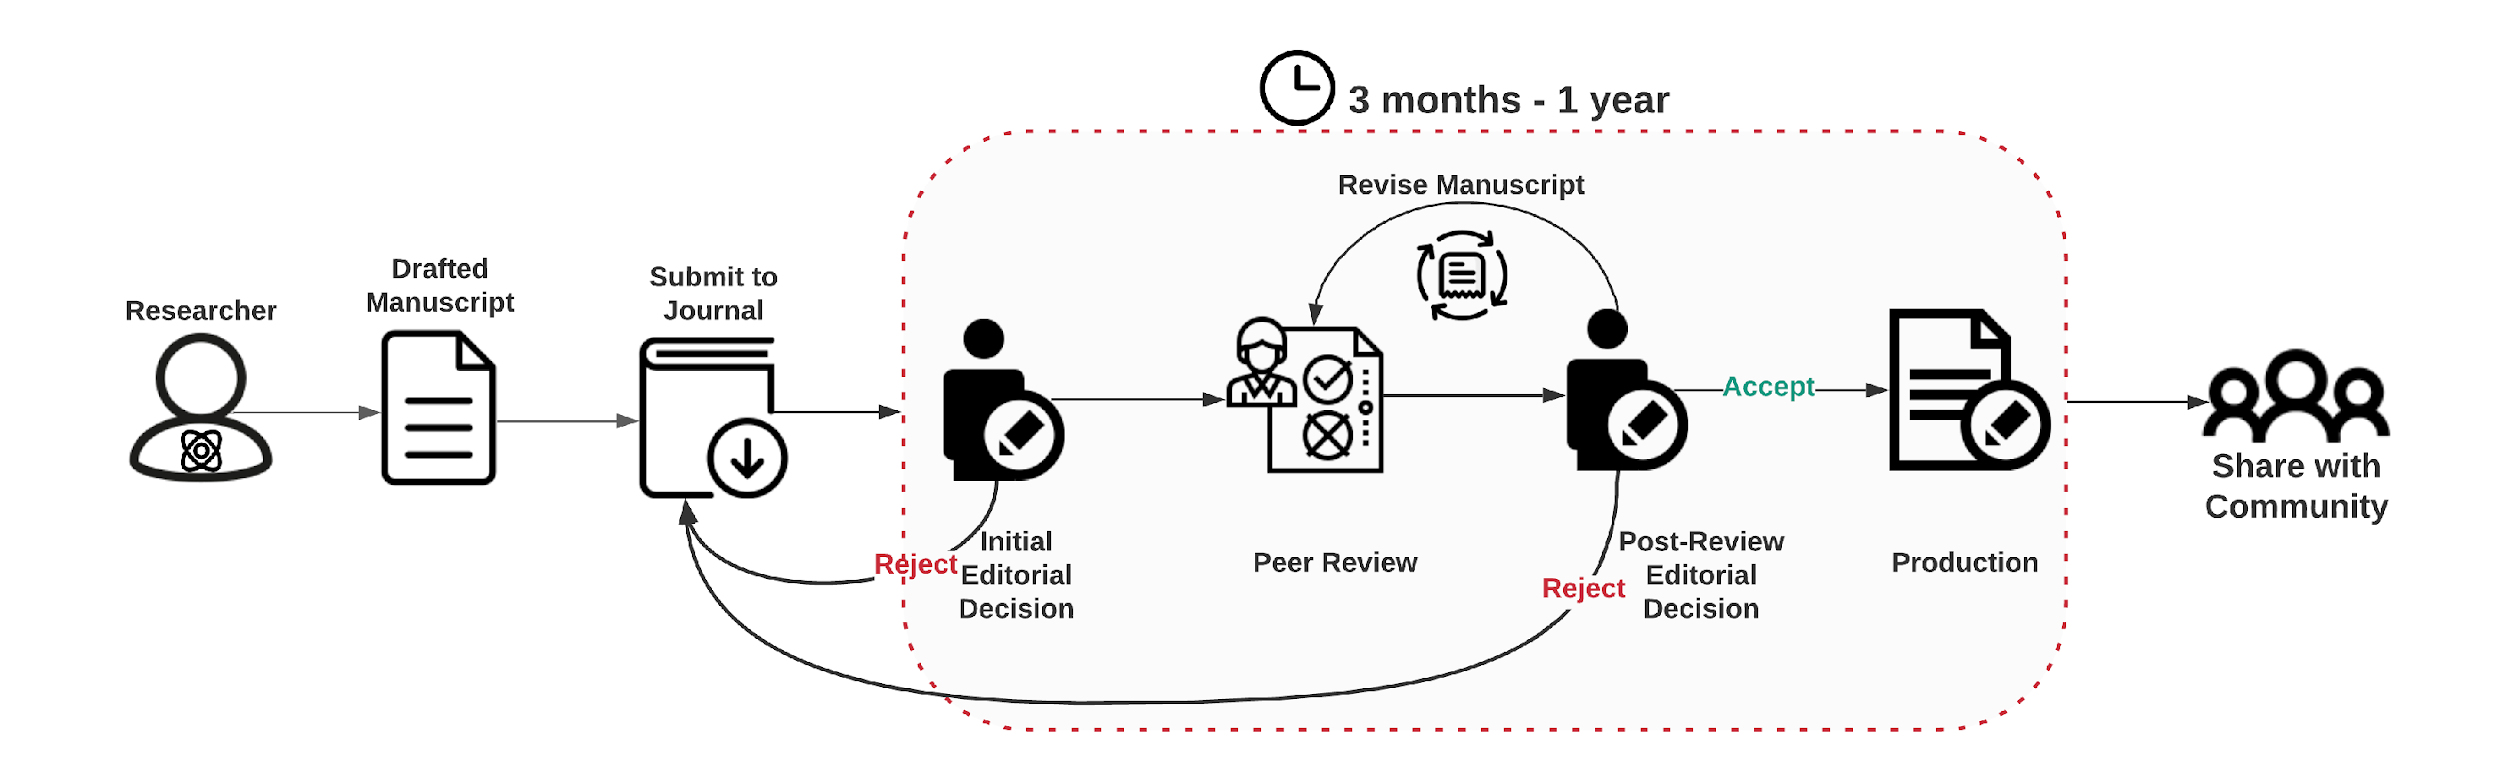 3 months - 1 year
Revise Manuscript
Researcher
Drafted
Manuscript
Submit to
Journal
Accept
Share with
Community
Reject
Initial
Editorial
Decision
Peer Review
Reject
Post-Review
Editorial
Decision
Production